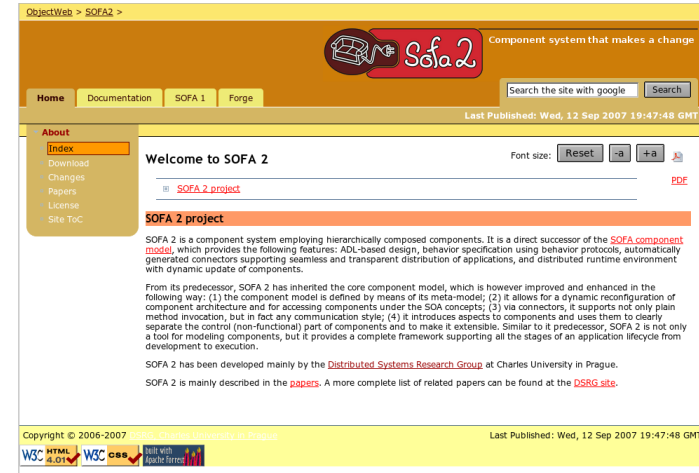 ObjectWeb > SOFA2 >
Sofa 2
Component system that makes a change
Search the site with google Search
Home Documentation SOFA 1 Forge
Last Published: Wed, 12 Sep 2007 19:47:48 GMT
About
Index
Download
Changes
Papers
License
Site ToC
Welcome to SOFA 2
Font size: Reset -a +a
PDF
SOFA 2 project
SOFA 2 project
SOFA 2 is a component system employing hierarchically composed components. It is a direct successor of the SOFA component
model, which provides the following features: ADL-based design, behavior specification using behavior protocols, automatically
generated connectors supporting seamless and transparent distribution of applications, and distributed runtime environment
with dynamic update of components.
From its predecessor, SOFA 2 has inherited the core component model, which is however improved and enhanced in the
following way: (1) the component model is defined by means of its meta-model; (2) it allows for a dynamic reconfiguration of
component architecture and for accessing components under the SOA concepts; (3) via connectors, it supports not only plain
method invocation, but in fact any communication style; (4) it introduces aspects to components and uses them to clearly
separate the control (non-functional) part of components and to make it extensible. Similar to it predecessor, SOFA 2 is not only
a tool for modeling components, but it provides a complete framework supporting all the stages of an application lifecycle from
development to execution.
SOFA 2 has been developed mainly by the Distributed Systems Research Group at Charles University in Prague.
SOFA 2 is mainly described in the papers. A more complete list of related papers can be found at the DSRG site.
Copyright © 2006-2007
Last Published: Wed, 12 Sep 2007 19:47:48 GMT
W3C HTML 4.01
W3C css
built with
Apache Forrest